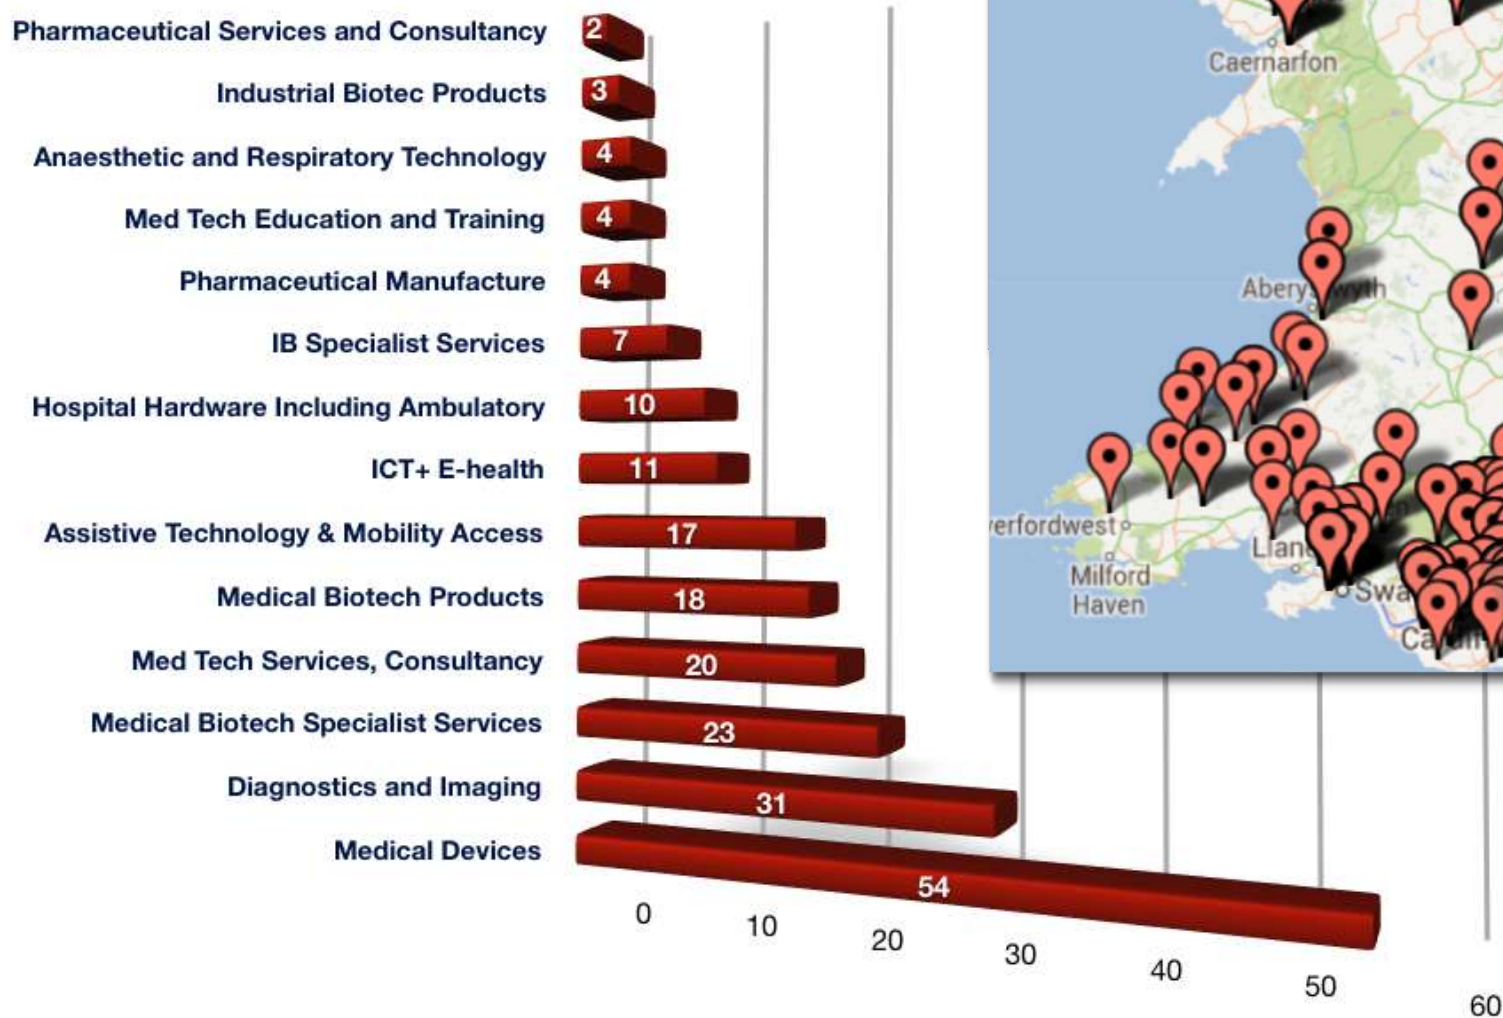 Pharmaceutical Services and Consultancy 2
Industrial Biotec Products 3
Anaesthetic and Respiratory Technology 4
Med Tech Education and Training 4
Pharmaceutical Manufacture 4
IB Specialist Services 7
Hospital Hardware Including Ambulatory 10
ICT+ E-health 11
Assistive Technology & Mobility Access 17
Medical Biotech Products 18
Med Tech Services, Consultancy 20
Medical Biotech Specialist Services 23
Diagnostics and Imaging 31
Medical Devices 54
0 10 20 30 40 50 60
Caernarfon
verfordwest
Milford
Haven